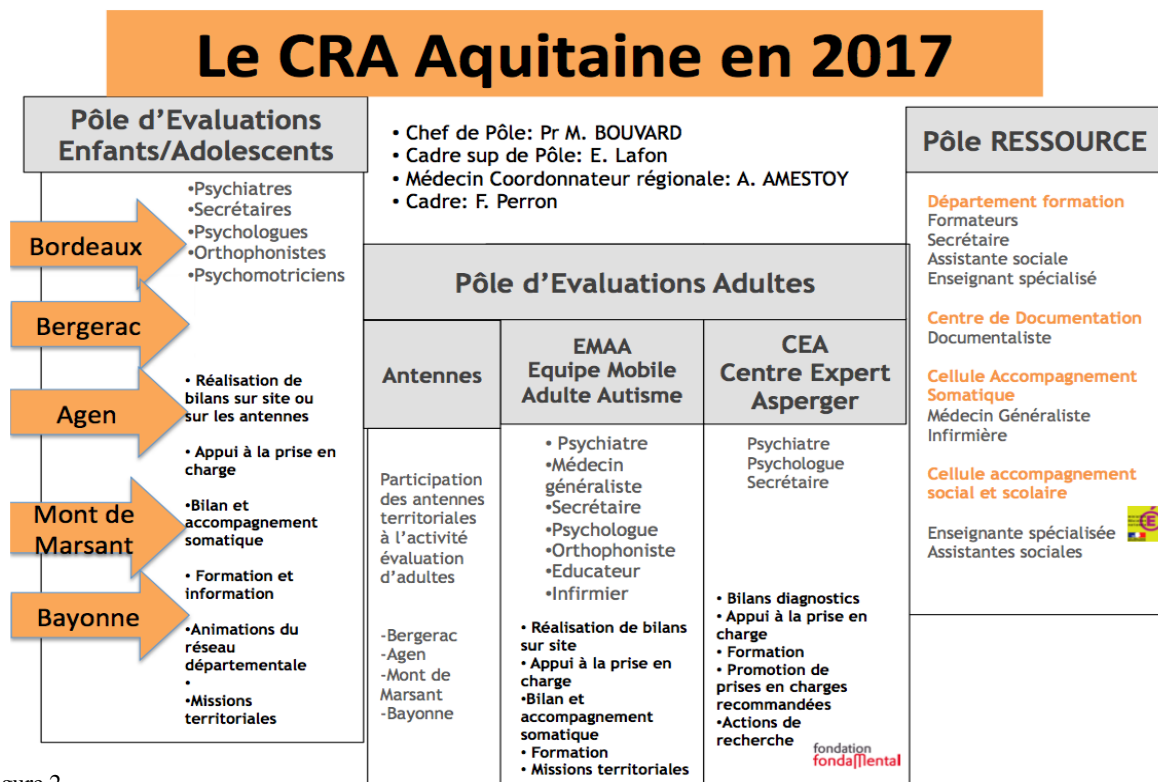 Le CRA Aquitaine en 2017
Pôle d'Evaluations
Enfants/Adolescents
•Psychiatres
•Secrétaires
•Psychologues
•Orthophonistes
•Psychomotriciens
Bordeaux
Bergerac
Agen
Mont de
Marsant
Bayonne
• Réalisation de
bilans sur site ou
sur les antennes
• Appui à la prise en
charge
•Bilan et
accompagnement
somatique
• Formation et
information
•Animations du
réseau
départementale
•
•Missions
territoriales
• Chef de Pôle: Pr M. BOUVARD
• Cadre sup de Pôle: E. Lafon
• Médecin Coordonnateur régionale: A. AMESTOY
• Cadre: F. Perron
Pôle d'Evaluations Adultes
Antennes
Participation
des antennes
territoriales
à l'activité
évaluation
d'adultes
-Bergerac
-Agen
-Mont de
Marsant
-Bayonne
EMAA
Equipe Mobile
Adulte Autisme
• Psychiatre
•Médecin
généraliste
•Secrétaire
•Psychologue
•Orthophoniste
•Educateur
•Infirmier
• Réalisation de bilans
sur site
• Appui à la prise en
charge
•Bilan et
accompagnement
somatique
• Formation
• Missions territoriales
CEA
Centre Expert
Asperger
Psychiatre
Psychologue
Secrétaire
• Bilans diagnostics
• Appui à la prise en
charge
• Formation
• Promotion de
prises en charges
recommandées
•Actions de
recherche
fondation
fondamental
Pôle RESSOURCE
Département formation
Formateurs
Secrétaire
Assistante sociale
Enseignant spécialisé
Centre de Documentation
Documentaliste
Cellule Accompagnement
Somatique
Médecin Généraliste
Infirmière
Cellule accompagnement
social et scolaire
Enseignante spécialisée
Assistantes sociales